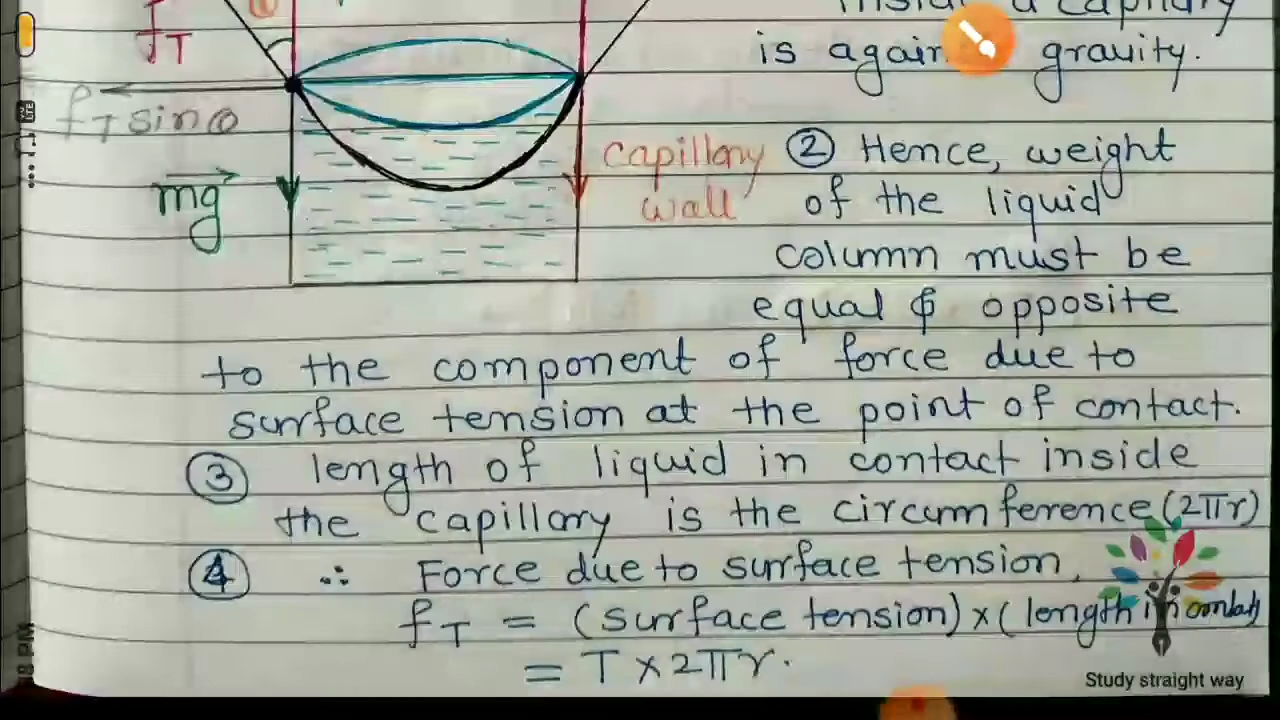 f_T
is again gravity.
f_T sin θ
mg
capillary
wall
② Hence, weight
of the liquid
column must be
equal & opposite
to the component of force due to
surface tension at the point of contact.
③ length of liquid in contact inside
the capillary is the circumference (2πr)
④ ∴ Force due to surface tension,
f_T = (surface tension) × (length in contact)
= T × 2πr.
Study straight way